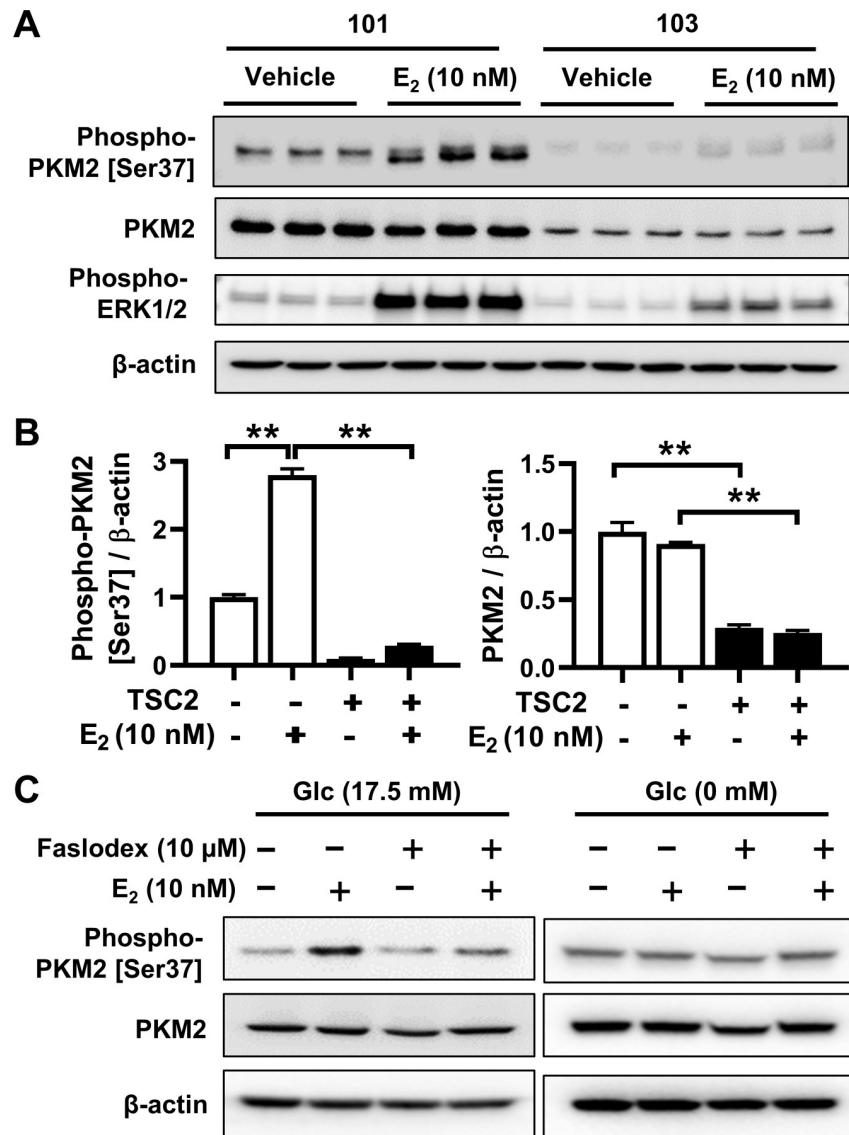 A
101 103
Vehicle E₂ (10 nM) Vehicle E₂ (10 nM)
Phospho-
PKM2 [Ser37]
PKM2
Phospho-
ERK1/2
β-actin
B
Phospho-PKM2
[Ser37] / β-actin
3
2
1
0
** **
TSC2 - - + +
E₂ (10 nM) - + - +
PKM2 / β-actin
1.5
1.0
0.5
0.0
**
**
TSC2 - - + +
E₂ (10 nM) - + - +
C
Glc (17.5 mM) Glc (0 mM)
Faslodex (10 µM) − − + + − − + +
E₂ (10 nM) − + − + − + − +
Phospho-
PKM2 [Ser37]
PKM2
β-actin